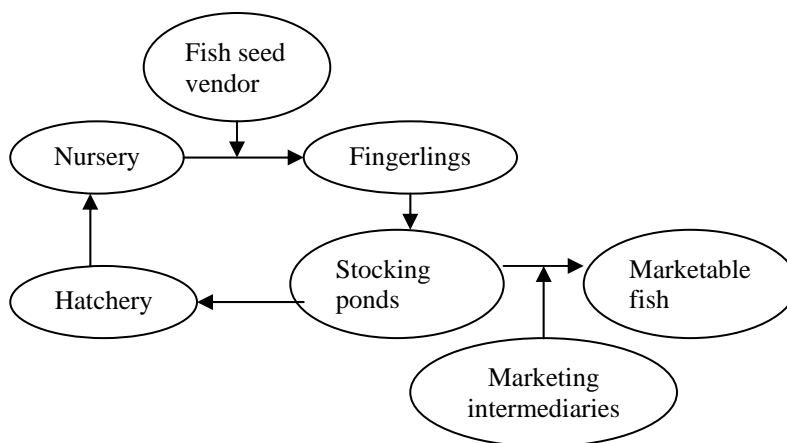 Fish seed
vendor
Nursery
Fingerlings
Hatchery
Stocking
ponds
Marketable
fish
Marketing
intermediaries